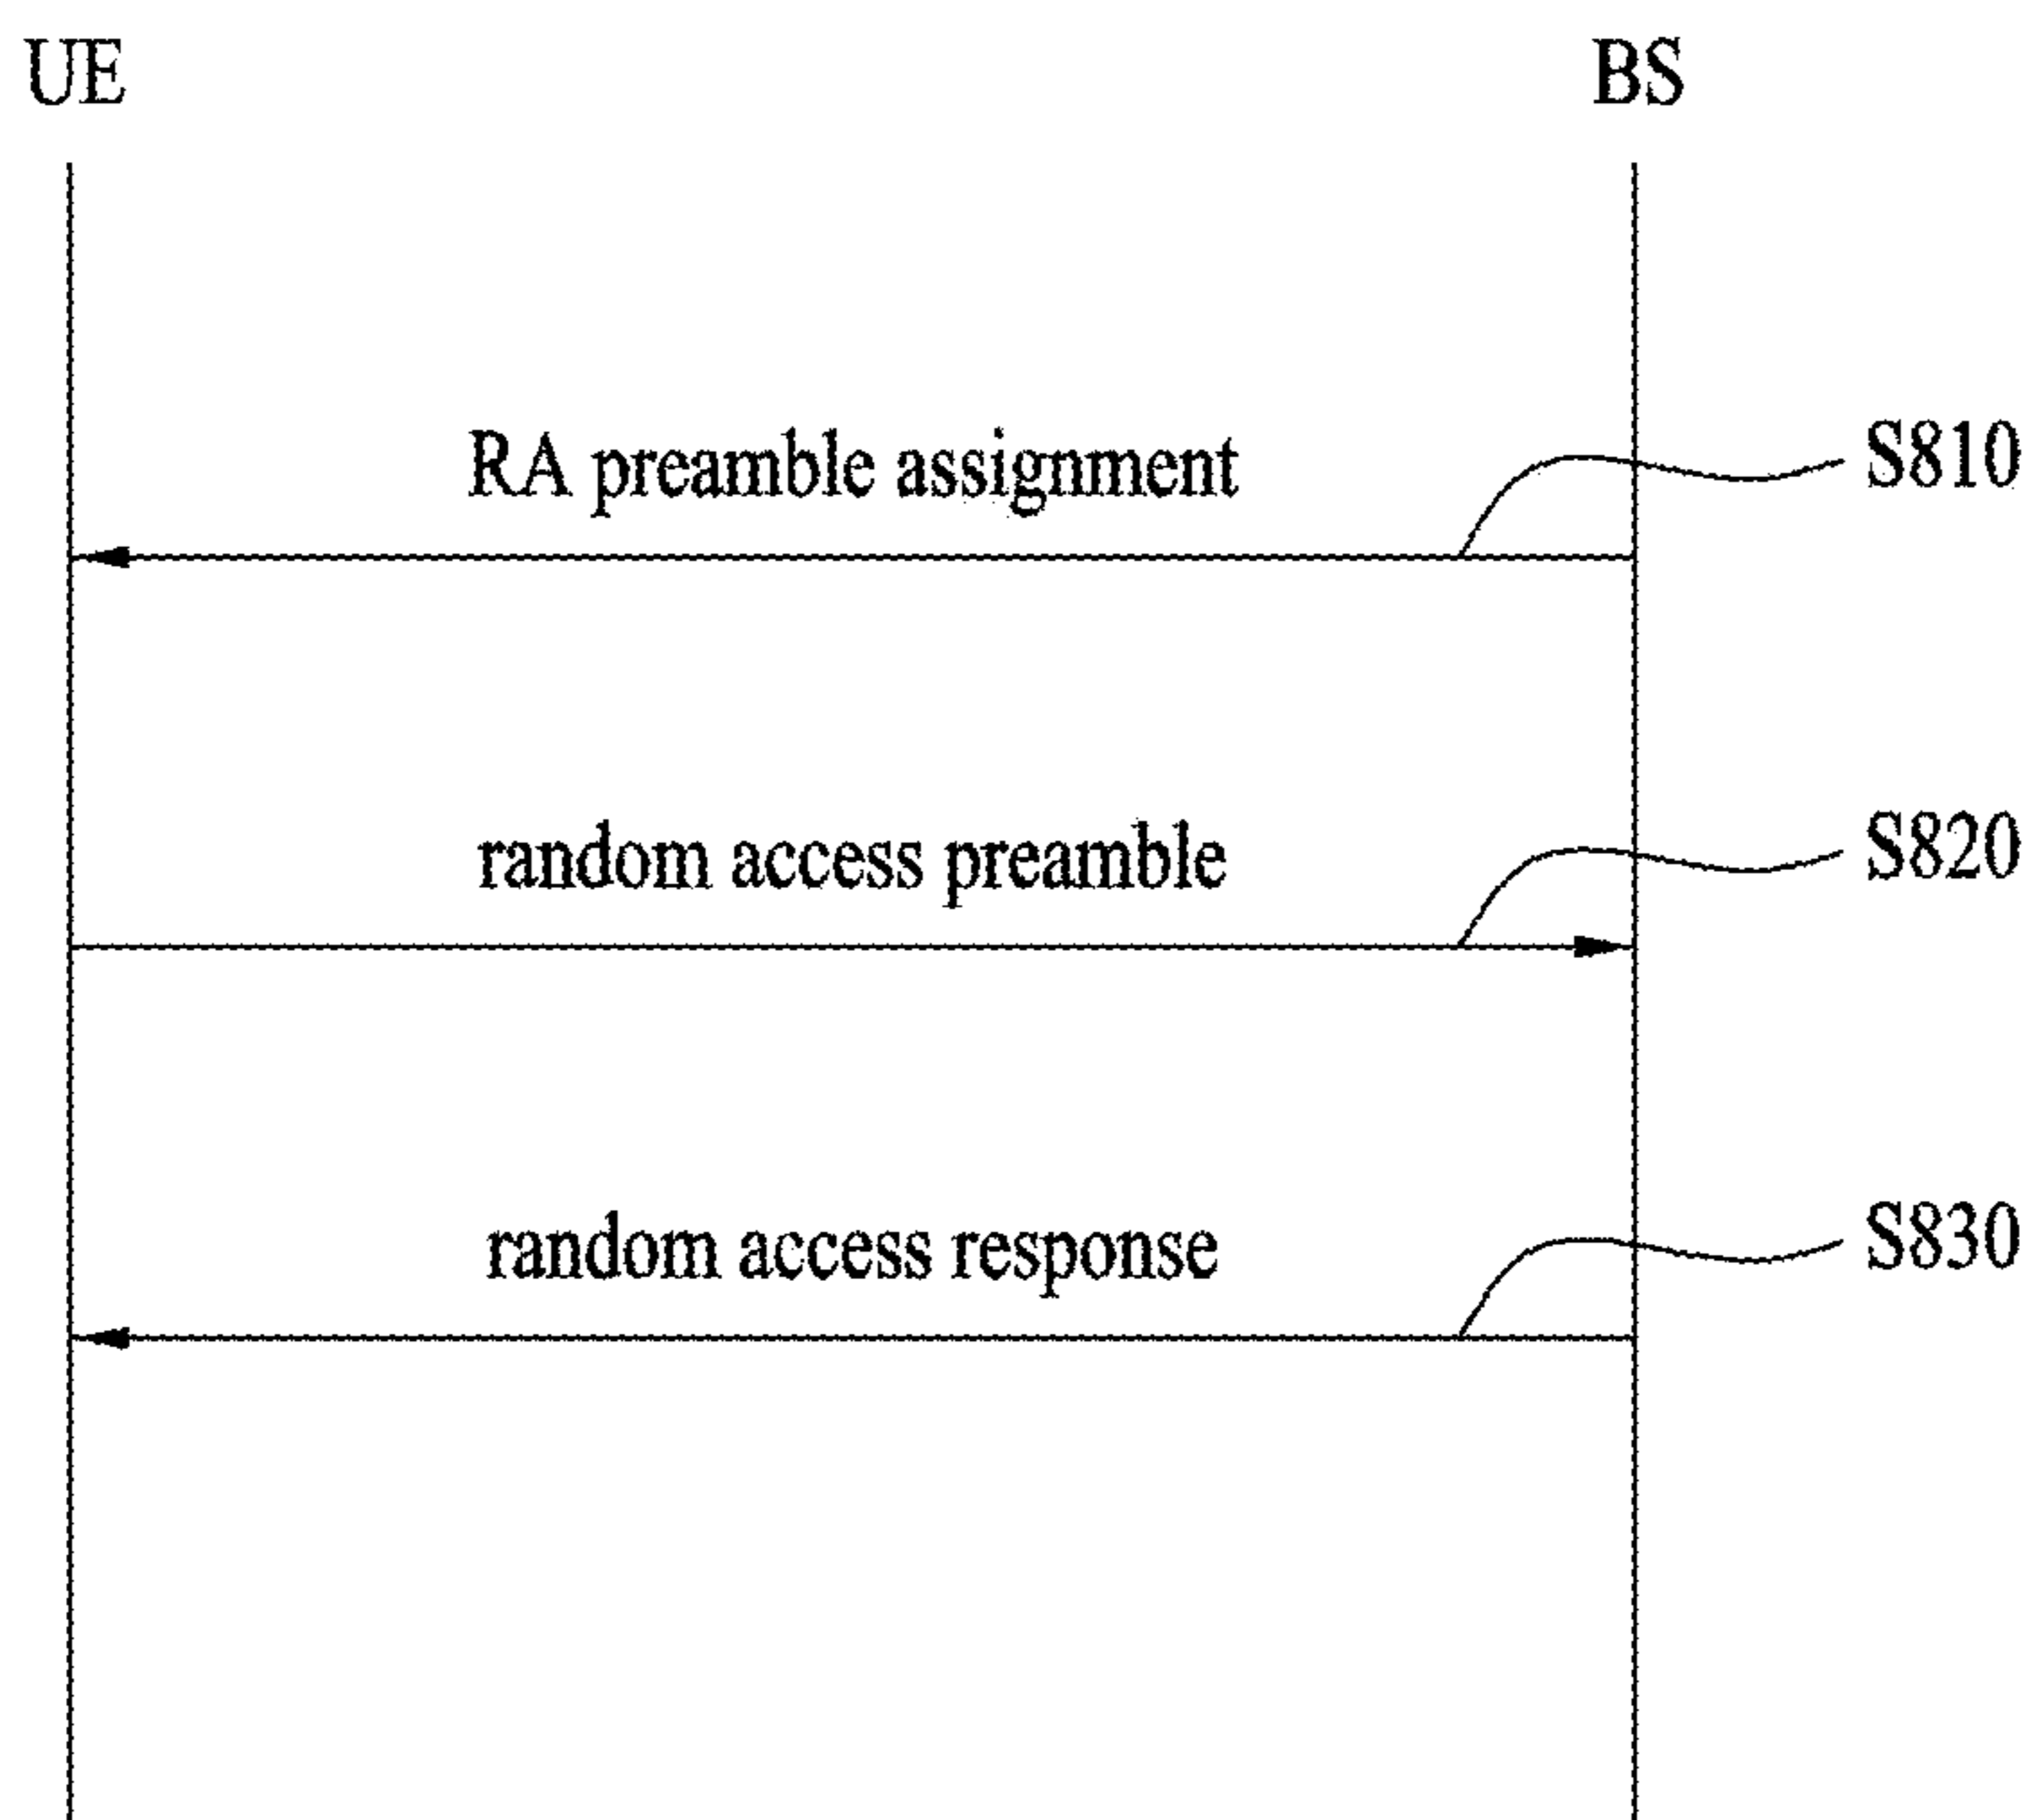 UE
BS
RA preamble assignment
S810
random access preamble
S820
random access response
S830